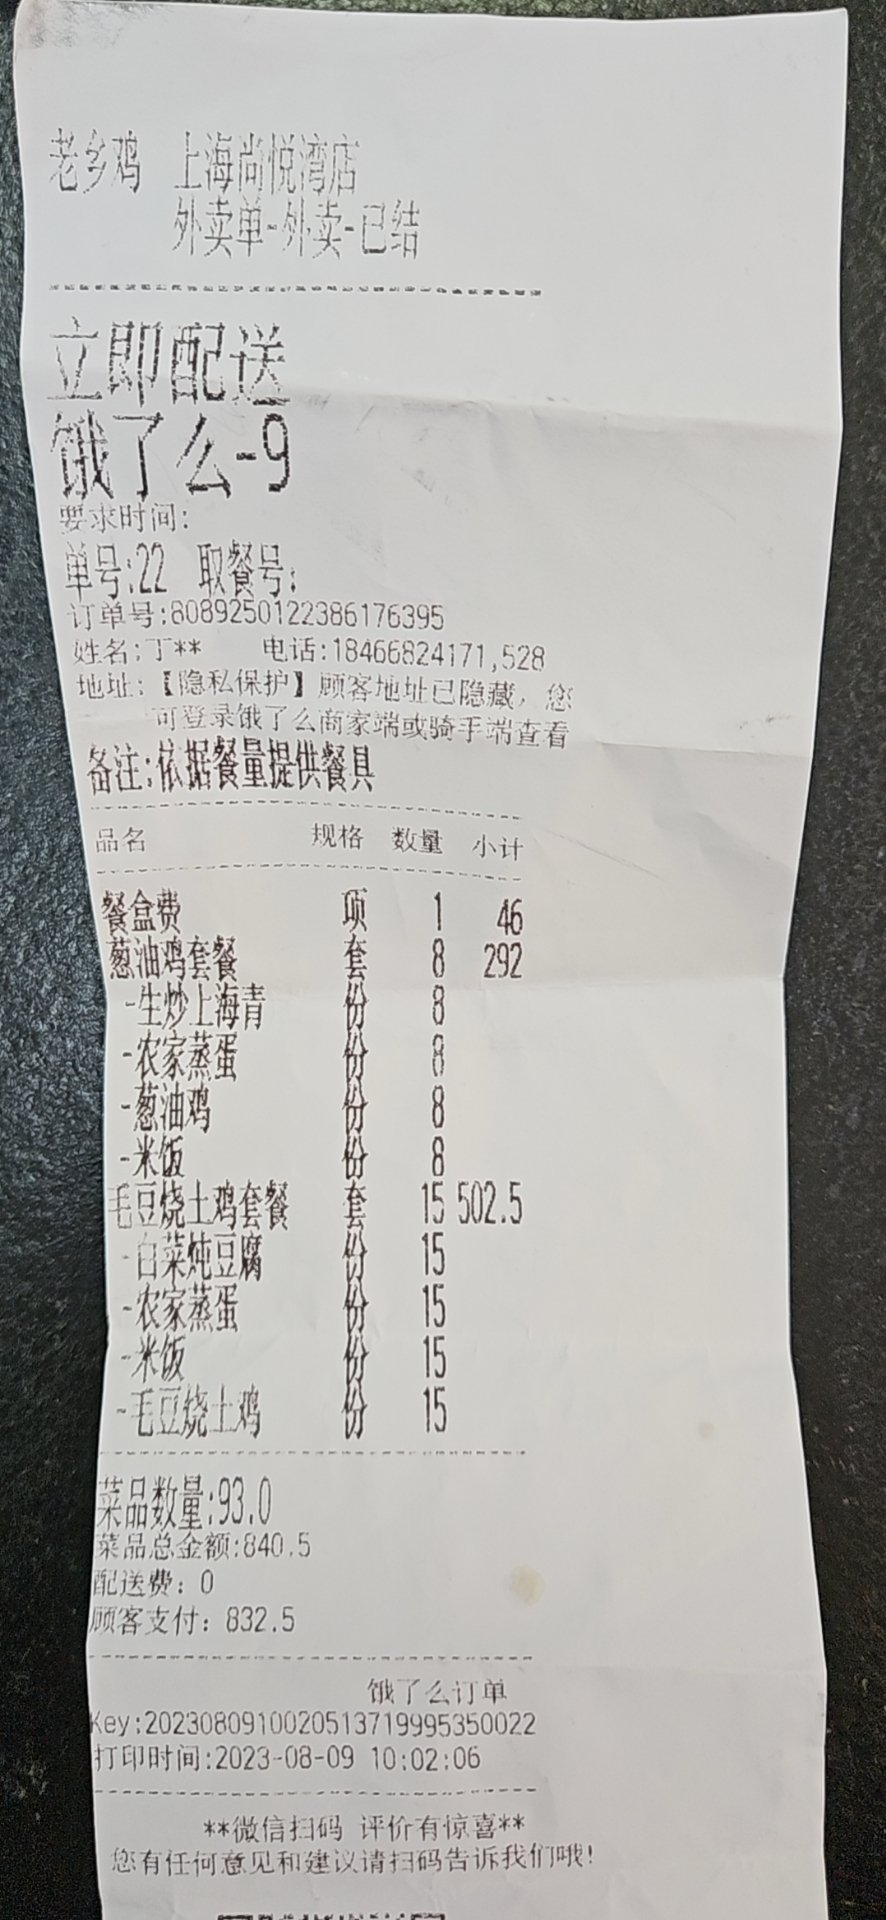 老乡鸡 上海尚悦湾店
外卖单-外卖-已结
立即配送
饿了么-9
要求时间:
单号:22 取餐号:
订单号:8089250122386176395
姓名:丁** 电话:18466824171,528
地址:【隐私保护】顾客地址已隐藏，您
可登录饿了么商家端或骑手端查看
备注:依据餐量提供餐具
品名 规格 数量 小计
餐盒费 项 1 46
葱油鸡套餐 套 8 292
-生炒上海青 份 8
-农家蒸蛋 份 8
-葱油鸡 份 8
-米饭 份 8
毛豆烧土鸡套餐 套 15 502.5
-白菜炖豆腐 份 15
-农家蒸蛋 份 15
-米饭 份 15
-毛豆烧土鸡 份 15
菜品数量:93.0
菜品总金额:840.5
配送费: 0
顾客支付: 832.5
饿了么订单
Key:2023080910020513719995350022
打印时间:2023-08-09 10:02:06
**微信扫码 评价有惊喜**
您有任何意见和建议请扫码告诉我们哦!